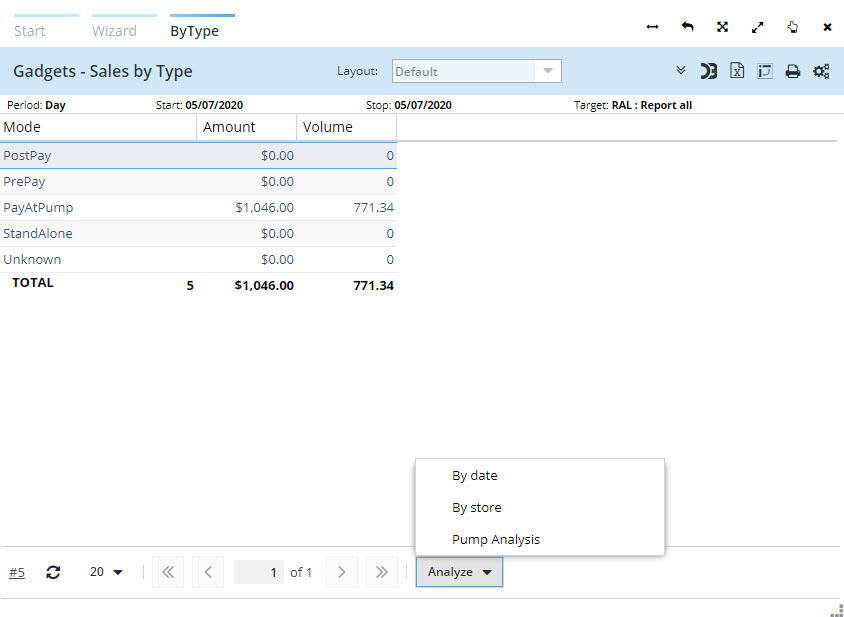 Start Wizard ByType
Gadgets - Sales by Type Layout: Default
Period: Day Start: 05/07/2020 Stop: 05/07/2020 Target: RAL : Report all
Mode Amount Volume
PostPay $0.00 0
PrePay $0.00 0
PayAtPump $1,046.00 771.34
StandAlone $0.00 0
Unknown $0.00 0
TOTAL 5 $1,046.00 771.34
By date
By store
Pump Analysis
#5 20 1 of 1 Analyze